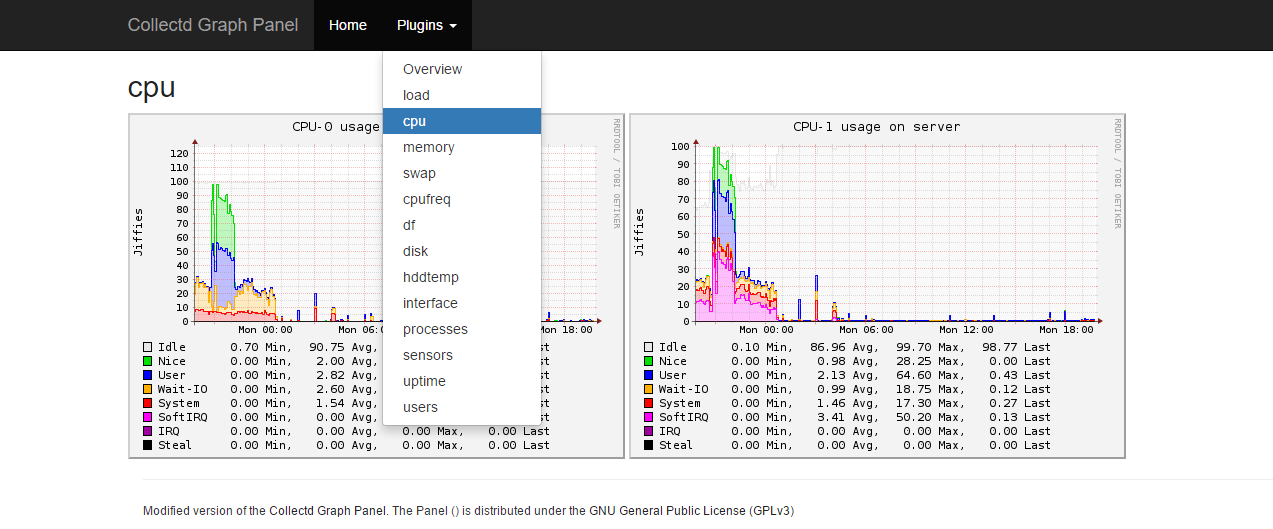 Collectd Graph Panel Home Plugins
cpu
Overview
load
cpu
memory
swap
cpufreq
df
disk
hddtemp
interface
processes
sensors
uptime
users
CPU-0 usage
RRDTOOL / TOBI OETIKER
Jiffies
120
110
100
90
80
70
60
50
40
30
20
10
0
Mon 00:00 Mon 06: Mon 18:00
Idle 0.70 Min, 90.75 Avg, Last
Nice 0.00 Min, 2.00 Avg, Last
User 0.00 Min, 2.82 Avg, Last
Wait-IO 0.00 Min, 2.60 Avg, Last
System 0.00 Min, 1.54 Avg, Last
SoftIRQ 0.00 Min, 0.00 Avg, Last
IRQ 0.00 Min, 0.00 Avg, 0.00 Max, 0.00 Last
Steal 0.00 Min, 0.00 Avg, 0.00 Max, 0.00 Last
CPU-1 usage on server
RRDTOOL / TOBI OETIKER
Jiffies
100
90
80
70
60
50
40
30
20
10
0
Mon 00:00 Mon 06:00 Mon 12:00 Mon 18:00
Idle 0.10 Min, 86.96 Avg, 99.70 Max, 98.77 Last
Nice 0.00 Min, 0.98 Avg, 28.25 Max, 0.00 Last
User 0.00 Min, 2.13 Avg, 64.60 Max, 0.43 Last
Wait-IO 0.00 Min, 0.99 Avg, 18.75 Max, 0.12 Last
System 0.00 Min, 1.46 Avg, 17.30 Max, 0.27 Last
SoftIRQ 0.00 Min, 3.41 Avg, 50.20 Max, 0.13 Last
IRQ 0.00 Min, 0.00 Avg, 0.00 Max, 0.00 Last
Steal 0.00 Min, 0.00 Avg, 0.00 Max, 0.00 Last
Modified version of the Collectd Graph Panel. The Panel () is distributed under the GNU General Public License (GPLv3)